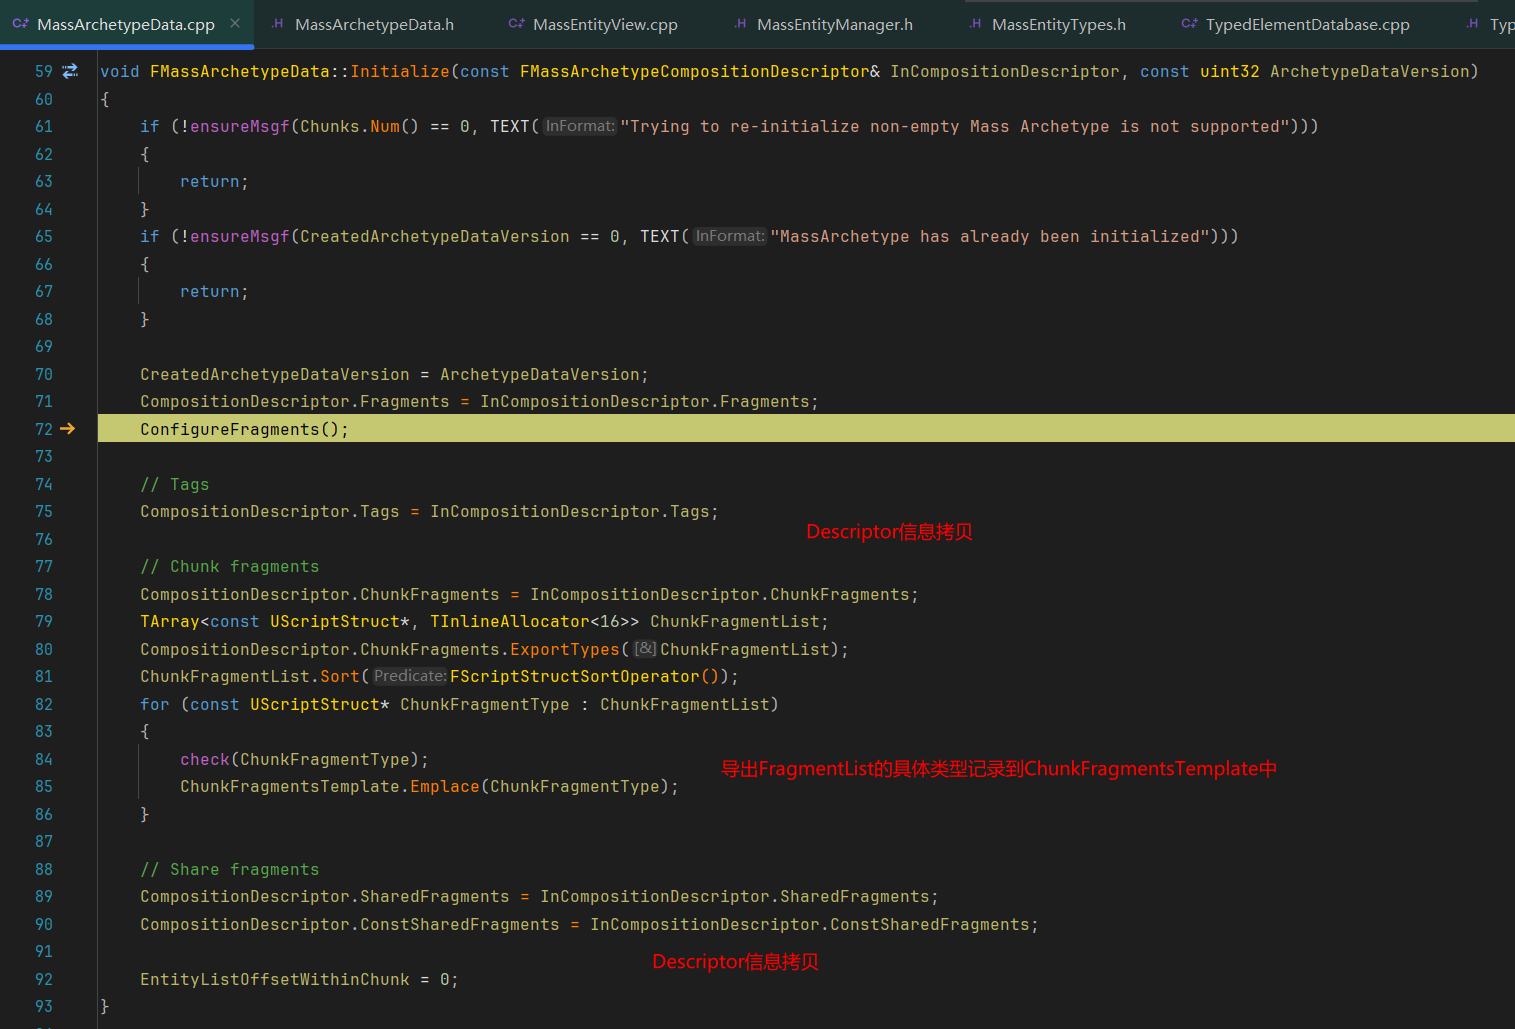 C++ MassArchetypeData.cpp × .H MassArchetypeData.h C++ MassEntityView.cpp .H MassEntityManager.h .H MassEntityTypes.h C++ TypedElementDatabase.cpp .H Typ
59 void FMassArchetypeData::Initialize(const FMassArchetypeCompositionDescriptor& InCompositionDescriptor, const uint32 ArchetypeDataVersion)
60 {
61 if (!ensureMsgf(Chunks.Num() == 0, TEXT(InFormat:"Trying to re-initialize non-empty Mass Archetype is not supported")))
62 {
63 return;
64 }
65 if (!ensureMsgf(CreatedArchetypeDataVersion == 0, TEXT(InFormat:"MassArchetype has already been initialized")))
66 {
67 return;
68 }
69
70 CreatedArchetypeDataVersion = ArchetypeDataVersion;
71 CompositionDescriptor.Fragments = InCompositionDescriptor.Fragments;
72 ConfigureFragments();
73
74 // Tags
75 CompositionDescriptor.Tags = InCompositionDescriptor.Tags;
76 Descriptor信息拷贝
77 // Chunk fragments
78 CompositionDescriptor.ChunkFragments = InCompositionDescriptor.ChunkFragments;
79 TArray<const UScriptStruct*, TInlineAllocator<16>> ChunkFragmentList;
80 CompositionDescriptor.ChunkFragments.ExportTypes([&]ChunkFragmentList);
81 ChunkFragmentList.Sort(Predicate:FScriptStructSortOperator());
82 for (const UScriptStruct* ChunkFragmentType : ChunkFragmentList)
83 {
84 check(ChunkFragmentType); 导出FragmentList的具体类型记录到ChunkFragmentsTemplate中
85 ChunkFragmentsTemplate.Emplace(ChunkFragmentType);
86 }
87
88 // Share fragments
89 CompositionDescriptor.SharedFragments = InCompositionDescriptor.SharedFragments;
90 CompositionDescriptor.ConstSharedFragments = InCompositionDescriptor.ConstSharedFragments;
91 Descriptor信息拷贝
92 EntityListOffsetWithinChunk = 0;
93 }